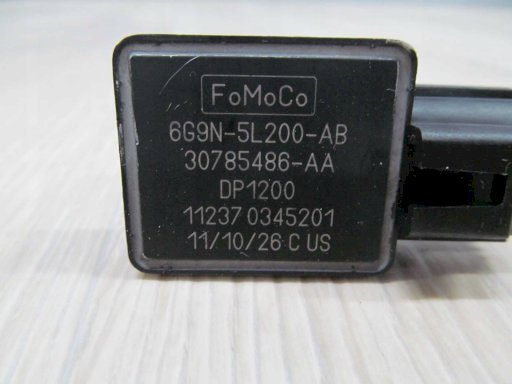 FoMoCo
6G9N-5L200-AB
30785486-AA
DP1200
11237 0345201
11/10/26 C US